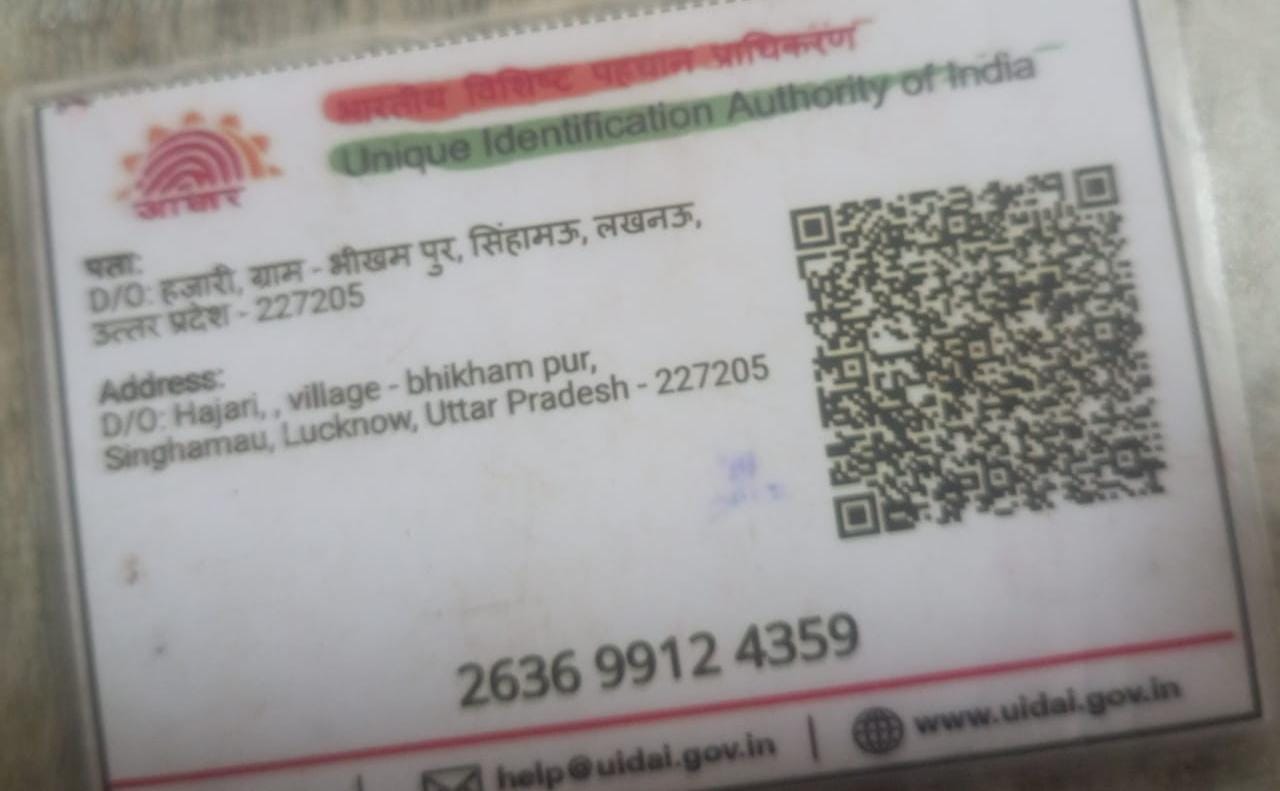 भारतीय विशिष्ट पहचान प्राधिकरण
Unique Identification Authority of India
आधार
पता:
D/O: हजारी, ग्राम - भीखम पुर, सिंहामऊ, लखनऊ,
उत्तर प्रदेश - 227205
Address:
D/O: Hajari, , village - bhikham pur,
Singhamau, Lucknow, Uttar Pradesh - 227205
2636 9912 4359
help@uidai.gov.in | www.uidai.gov.in